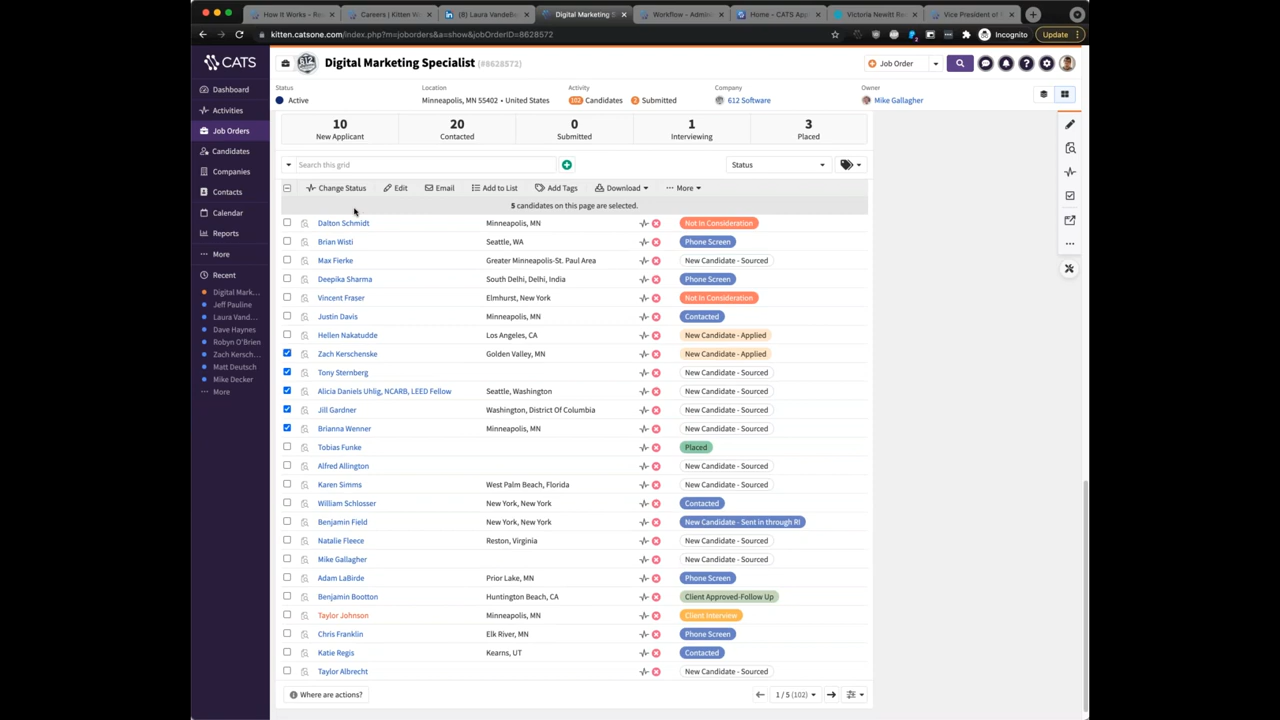 How It Works - Re
Careers | Kitten W
(8) Laura VandeBe
Digital Marketing S
Workflow - Admin
Home - CATS Ap
Victoria Newitt Re
Vice President of
kitten.catsone.com/index.php?m=joborders&a=show&jobOrderID=8628572
Incognito
Update
CATS
Digital Marketing Specialist (#8628572)
Job Order
Status
Location
Activity
Company
Owner
Active
Minneapolis, MN 55402 • United States
102 Candidates
2 Submitted
612 Software
Mike Gallagher
Dashboard
Activities
Job Orders
Candidates
Companies
Contacts
Calendar
Reports
More
Recent
Digital Mark...
Jeff Pauline
Laura Vand...
Dave Haynes
Robyn O'Brien
Zach Kersch...
Matt Deutsch
Mike Decker
More
10
New Applicant
20
Contacted
0
Submitted
1
Interviewing
3
Placed
Search this grid
Status
Change Status
Edit
Email
Add to List
Add Tags
Download
More
5 candidates on this page are selected.
Dalton Schmidt Minneapolis, MN Not In Consideration
Brian Wisti Seattle, WA Phone Screen
Max Fierke Greater Minneapolis-St. Paul Area New Candidate - Sourced
Deepika Sharma South Delhi, Delhi, India Phone Screen
Vincent Fraser Elmhurst, New York Not In Consideration
Justin Davis Minneapolis, MN Contacted
Hellen Nakatudde Los Angeles, CA New Candidate - Applied
Zach Kerschenske Golden Valley, MN New Candidate - Applied
Tony Sternberg New Candidate - Sourced
Alicia Daniels Uhlig, NCARB, LEED Fellow Seattle, Washington New Candidate - Sourced
Jill Gardner Washington, District Of Columbia New Candidate - Sourced
Brianna Wenner Minneapolis, MN New Candidate - Sourced
Tobias Funke Placed
Alfred Allington New Candidate - Sourced
Karen Simms West Palm Beach, Florida New Candidate - Sourced
William Schlosser New York, New York Contacted
Benjamin Field New York, New York New Candidate - Sent in through RI
Natalie Fleece Reston, Virginia New Candidate - Sourced
Mike Gallagher New Candidate - Sourced
Adam LaBirde Prior Lake, MN Phone Screen
Benjamin Bootton Huntington Beach, CA Client Approved-Follow Up
Taylor Johnson Minneapolis, MN Client Interview
Chris Franklin Elk River, MN Phone Screen
Katie Regis Kearns, UT Contacted
Taylor Albrecht New Candidate - Sourced
Where are actions?
1 / 5 (102)